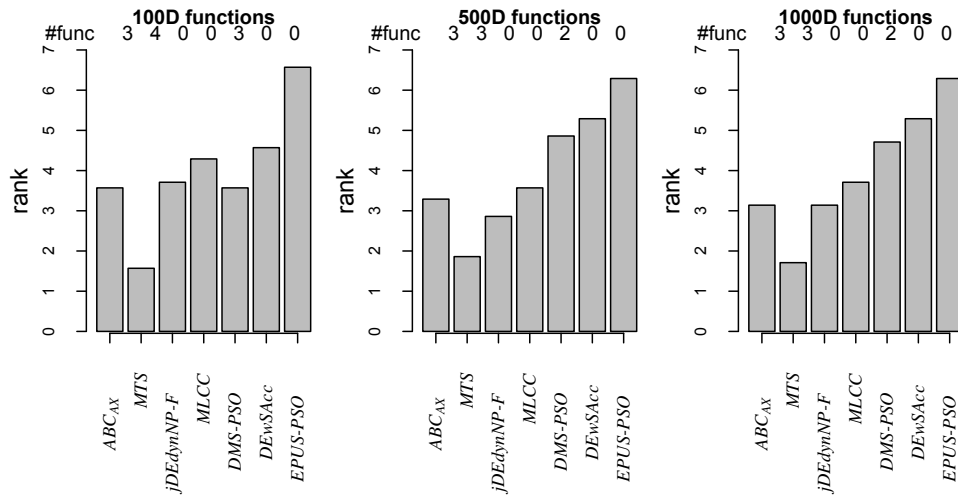 100D functions
#func 3 4 0 0 3 0 0
rank
0 1 2 3 4 5 6 7
ABC_AX
MTS
jDEdynNP-F
MLCC
DMS-PSO
DEwSAcc
EPUS-PSO
500D functions
#func 3 3 0 0 2 0 0
rank
0 1 2 3 4 5 6 7
ABC_AX
MTS
jDEdynNP-F
MLCC
DMS-PSO
DEwSAcc
EPUS-PSO
1000D functions
#func 3 3 0 0 2 0 0
rank
0 1 2 3 4 5 6 7
ABC_AX
MTS
jDEdynNP-F
MLCC
DMS-PSO
DEwSAcc
EPUS-PSO